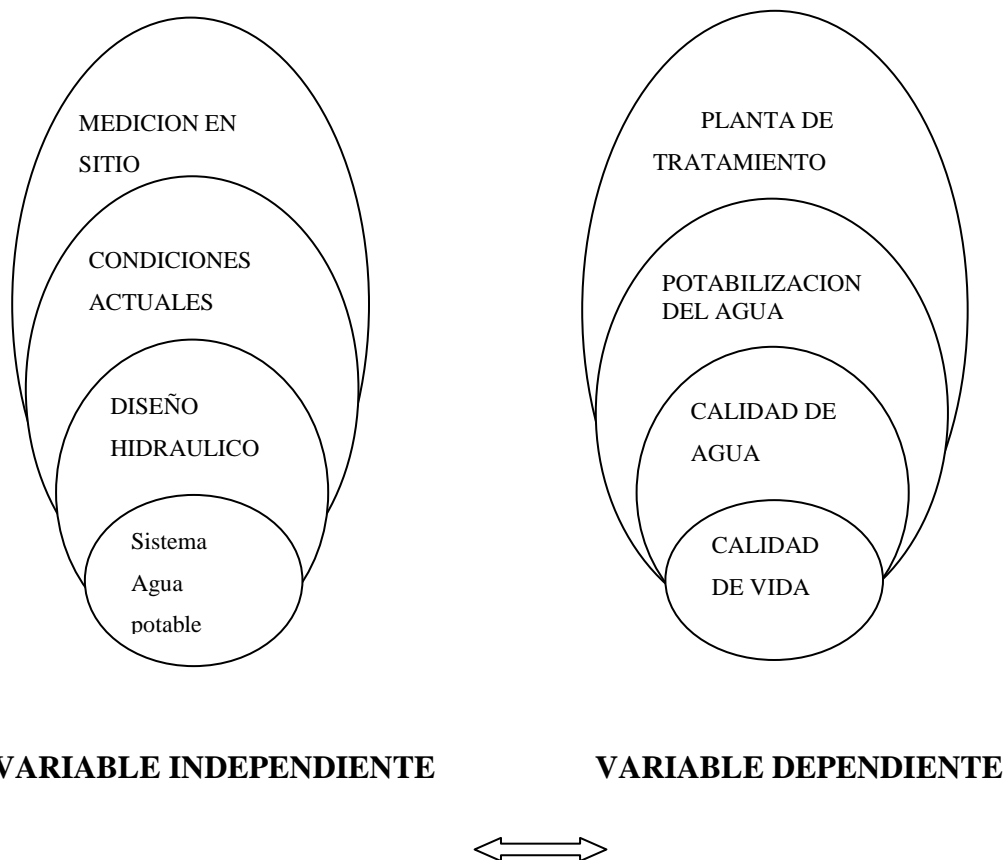 MEDICION EN
SITIO
CONDICIONES
ACTUALES
DISEÑO
HIDRAULICO
Sistema
Agua
potable
PLANTA DE
TRATAMIENTO
POTABILIZACION
DEL AGUA
CALIDAD DE
AGUA
CALIDAD
DE VIDA
VARIABLE INDEPENDIENTE
VARIABLE DEPENDIENTE